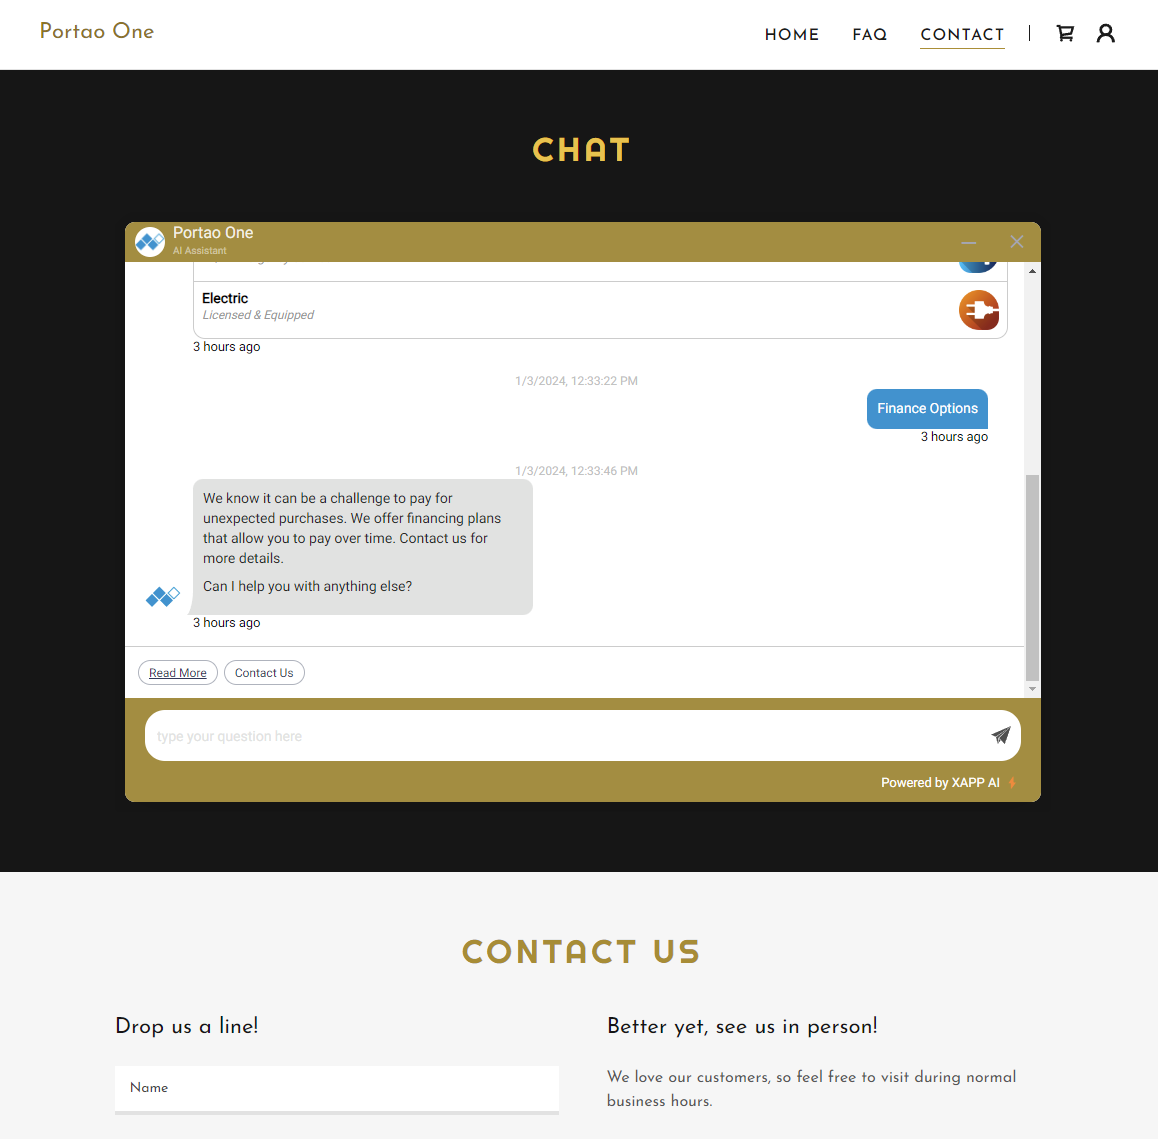 Portao One
HOME
FAQ
CONTACT
CHAT
Portao One
AI Assistant
Electric
Licensed & Equipped
3 hours ago
1/3/2024, 12:33:22 PM
Finance Options
3 hours ago
1/3/2024, 12:33:46 PM
We know it can be a challenge to pay for
unexpected purchases. We offer financing plans
that allow you to pay over time. Contact us for
more details.
Can I help you with anything else?
3 hours ago
Read More
Contact Us
type your question here
Powered by XAPP AI
CONTACT US
Drop us a line!
Name
Better yet, see us in person!
We love our customers, so feel free to visit during normal
business hours.